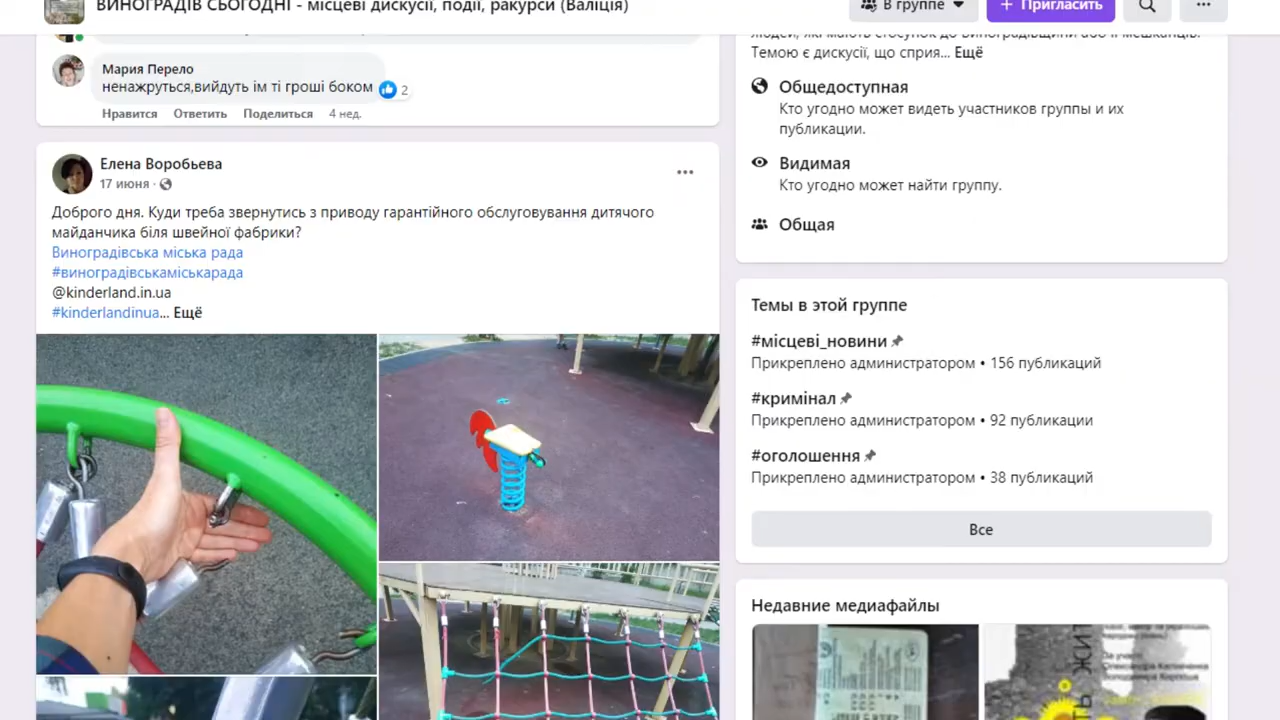 ВИНОГРАДІВ СЬОГОДНІ - місцеві дискусії, події, ракурси (Валіція)
В группе
+ Пригласить
Мария Перело
ненажруться,вийдуть ім ті гроші боком
2
Нравится Ответить Поделиться 4 нед.
Елена Воробьева
17 июня
Доброго дня. Куди треба звернутись з приводу гарантійного обслуговування дитячого
майданчика біля швейної фабрики?
Виноградівська міська рада
#виноградівськаміськарада
@kinderland.in.ua
#kinderlandinua... Ещё
людей, які мають стосунок до Виноградівщини або її мешканців.
Темою є дискусії, що сприя... Ещё
Общедоступная
Кто угодно может видеть участников группы и их
публикации.
Видимая
Кто угодно может найти группу.
Общая
Темы в этой группе
#місцеві_новини
Прикреплено администратором • 156 публикаций
#кримінал
Прикреплено администратором • 92 публикации
#оголошення
Прикреплено администратором • 38 публикаций
Все
Недавние медиафайлы
За участі